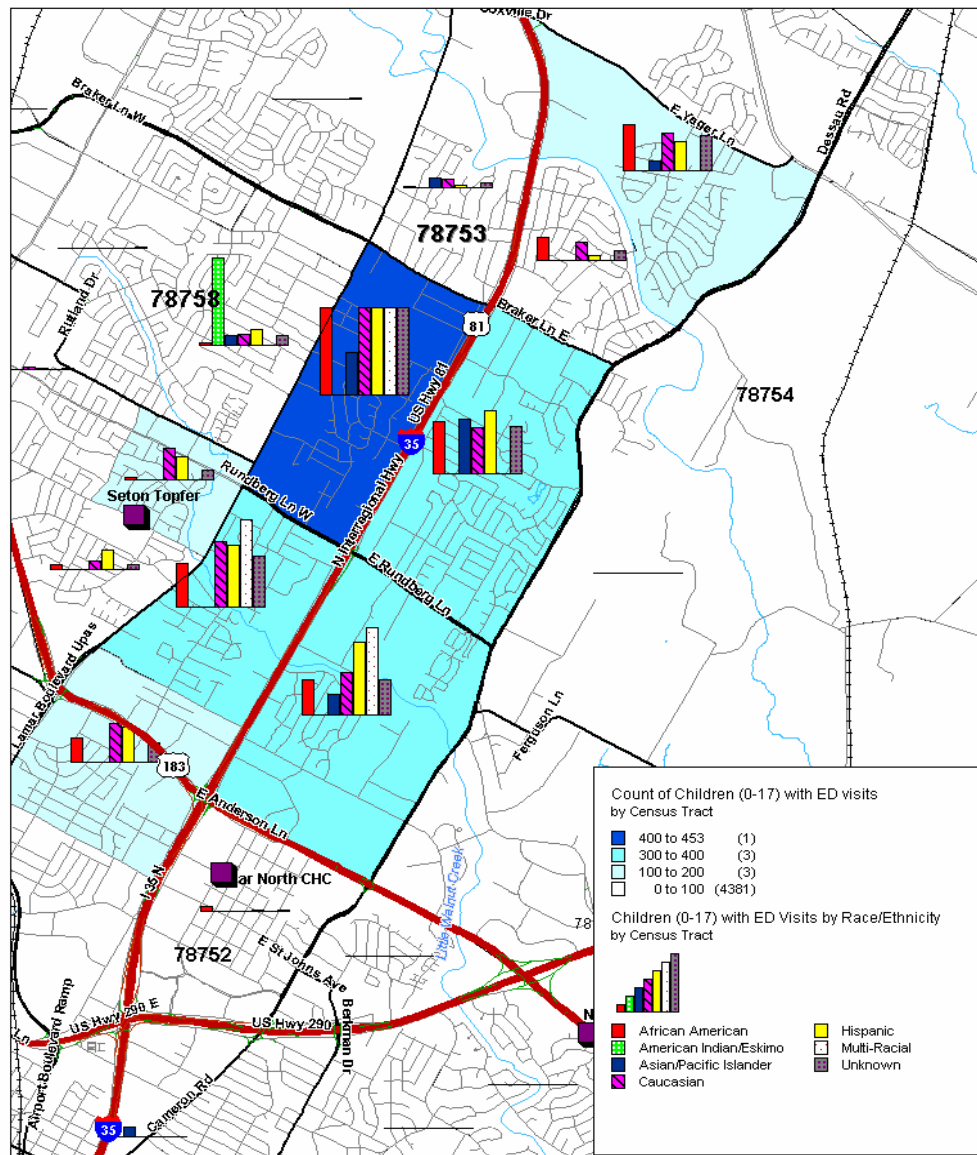 oxville Dr
Braker Ln W
E Yager Ln
Dessau Rd
78753
Rutland Dr
78758
81
Braker Ln E
US Hwy 81
78754
35
Rundberg Ln W
Seton Topfer
N Interregional Hwy
E Rundberg Ln
Lamar Boulevard Upas
Ferguson Ln
183
E Anderson Ln
ar North CHC
I 35 N
Little Walnut Creek
78
78752
E St Johns Ave
Airport Boulevard Ramp
US Hwy 290 E
US Hwy 290
Berkman Dr
N
Ln
Cameron Rd
35
Count of Children (0-17) with ED visits
by Census Tract
400 to 453 (1)
300 to 400 (3)
100 to 200 (3)
0 to 100 (4381)
Children (0-17) with ED Visits by Race/Ethnicity
by Census Tract
African American
American Indian/Eskimo
Asian/Pacific Islander
Caucasian
Hispanic
Multi-Racial
Unknown